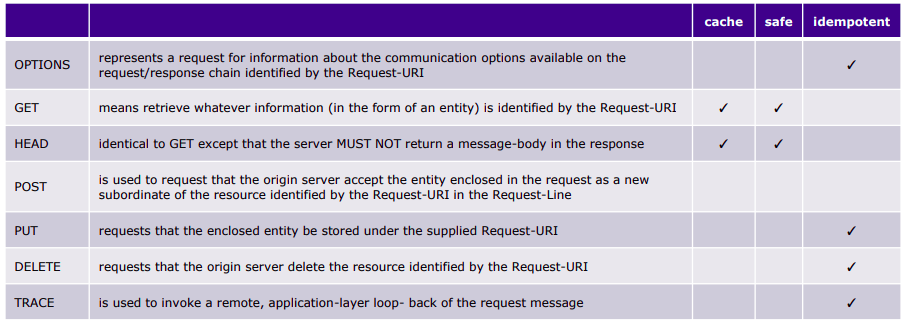 cache safe idempotent
OPTIONS represents a request for information about the communication options available on the
request/response chain identified by the Request-URI ✓
GET means retrieve whatever information (in the form of an entity) is identified by the Request-URI ✓ ✓
HEAD identical to GET except that the server MUST NOT return a message-body in the response ✓ ✓
POST is used to request that the origin server accept the entity enclosed in the request as a new
subordinate of the resource identified by the Request-URI in the Request-Line
PUT requests that the enclosed entity be stored under the supplied Request-URI ✓
DELETE requests that the origin server delete the resource identified by the Request-URI ✓
TRACE is used to invoke a remote, application-layer loop- back of the request message ✓